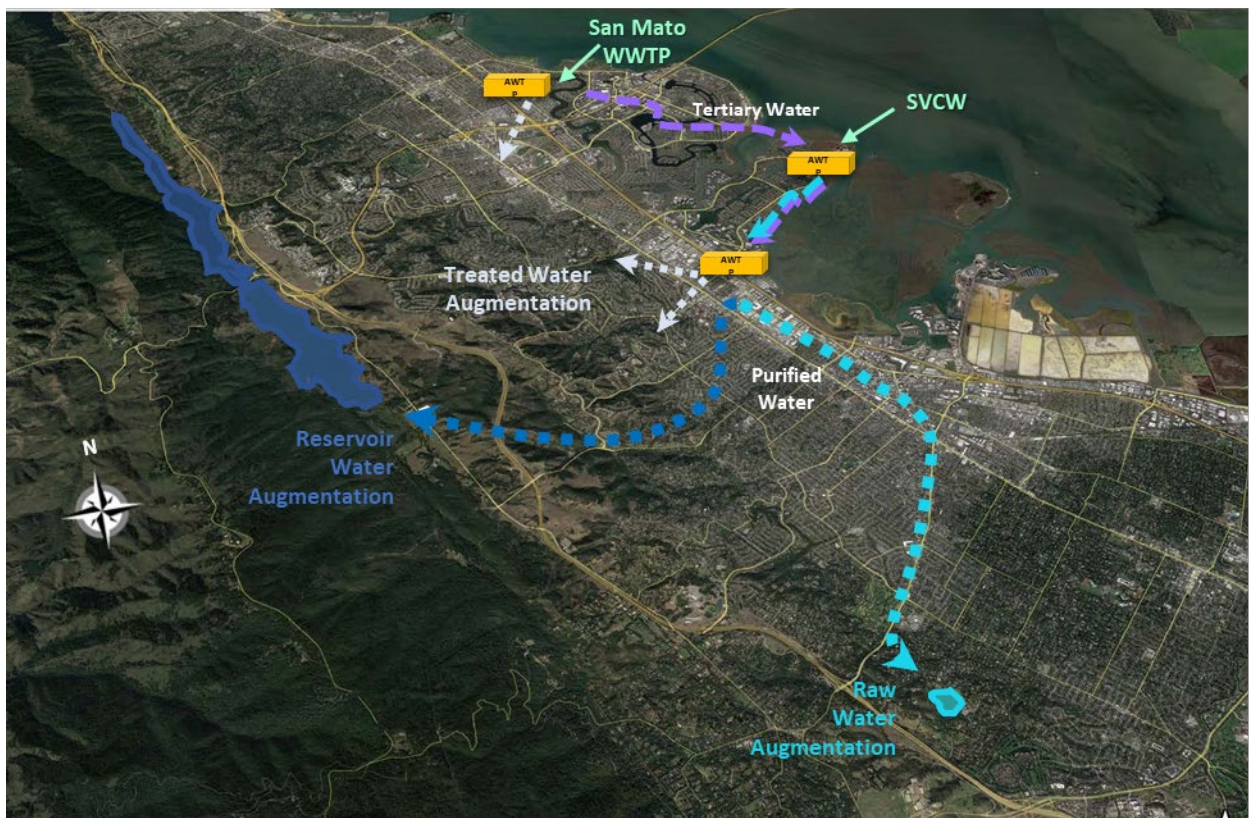 San Mato
WWTP
AWT
P
Tertiary Water
SVCW
AWT
P
AWT
P
Treated Water
Augmentation
Purified
Water
Reservoir
Water
Augmentation
N
Raw
Water
Augmentation